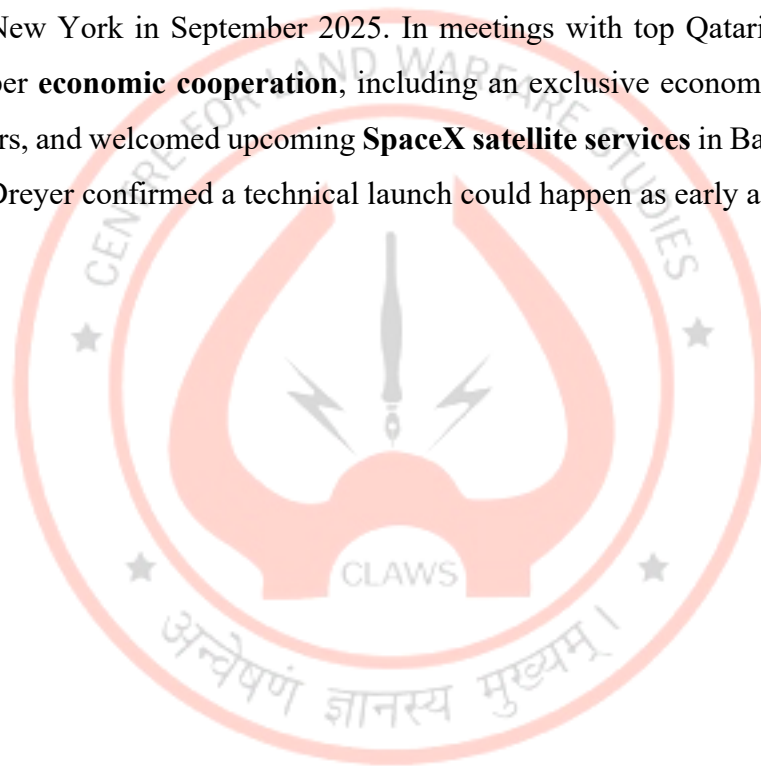 New York in September 2025. In meetings with top Qatari
per economic cooperation, including an exclusive econom
rs, and welcomed upcoming SpaceX satellite services in Ba
Dreyer confirmed a technical launch could happen as early a
CENTRE FOR LAND WARFARE STUDIES
CLAWS
अन्वेषणं ज्ञानस्य मुख्यम् ।